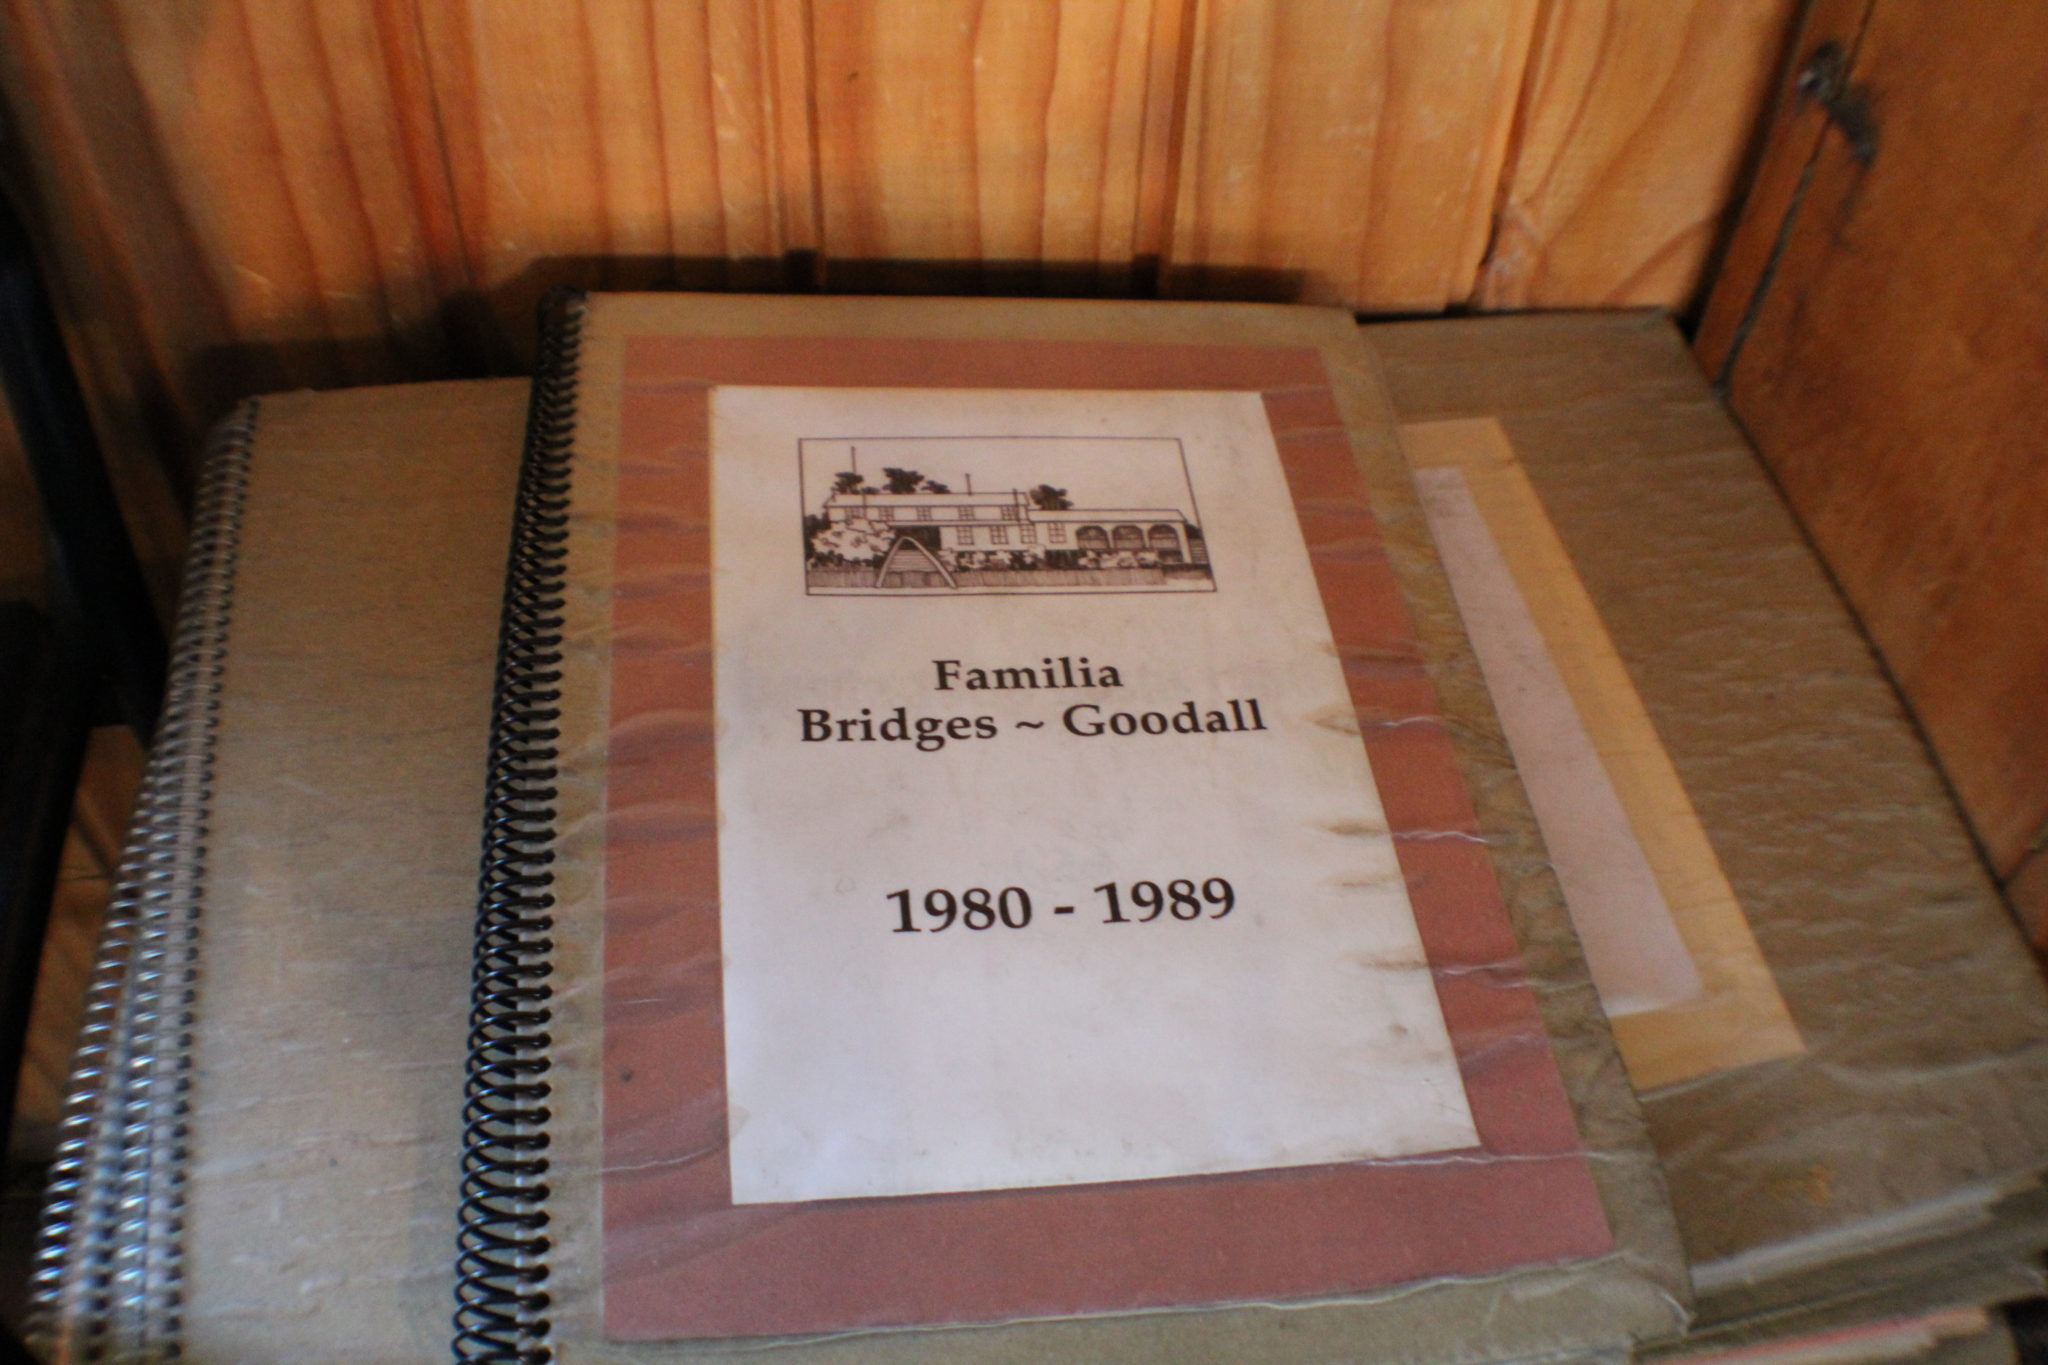 Familia
Bridges ~ Goodall
1980 - 1989